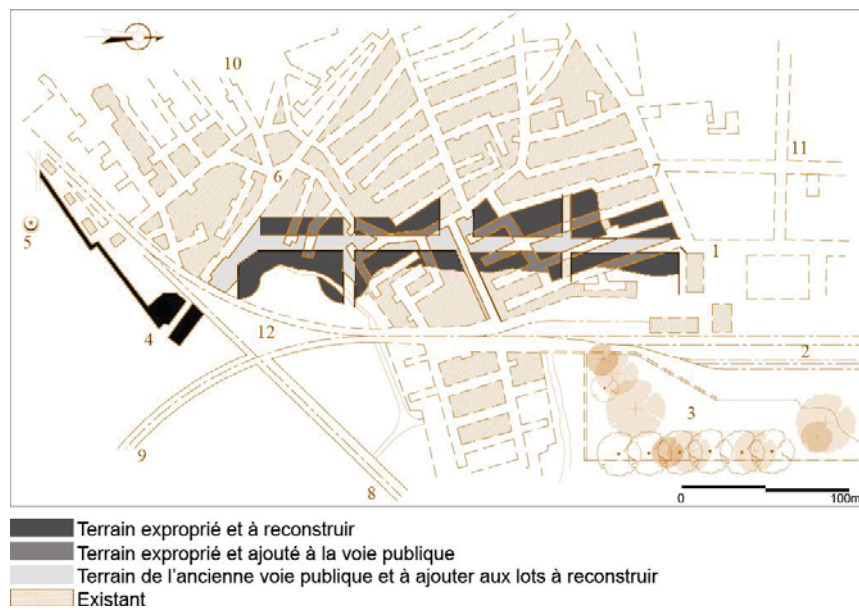 10
11
6
7
5
1
4
12
2
3
9
8
0
100m
Terrain exproprié et à reconstruir
Terrain exproprié et ajouté à la voie publique
Terrain de l'ancienne voie publique et à ajouter aux lots à reconstruir
Existant